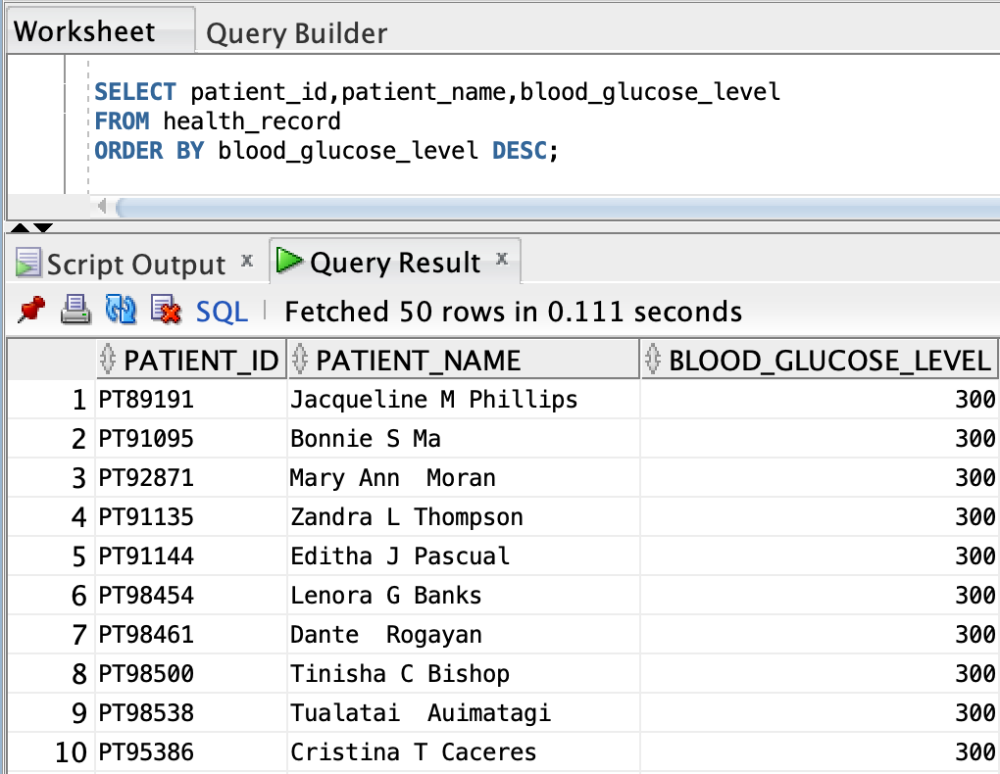 Worksheet Query Builder
SELECT patient_id,patient_name,blood_glucose_level
FROM health_record
ORDER BY blood_glucose_level DESC;
Script Output x Query Result x
SQL Fetched 50 rows in 0.111 seconds
PATIENT_ID PATIENT_NAME BLOOD_GLUCOSE_LEVEL
1 PT89191 Jacqueline M Phillips 300
2 PT91095 Bonnie S Ma 300
3 PT92871 Mary Ann  Moran 300
4 PT91135 Zandra L Thompson 300
5 PT91144 Editha J Pascual 300
6 PT98454 Lenora G Banks 300
7 PT98461 Dante  Rogayan 300
8 PT98500 Tinisha C Bishop 300
9 PT98538 Tualatai  Auimatagi 300
10 PT95386 Cristina T Caceres 300